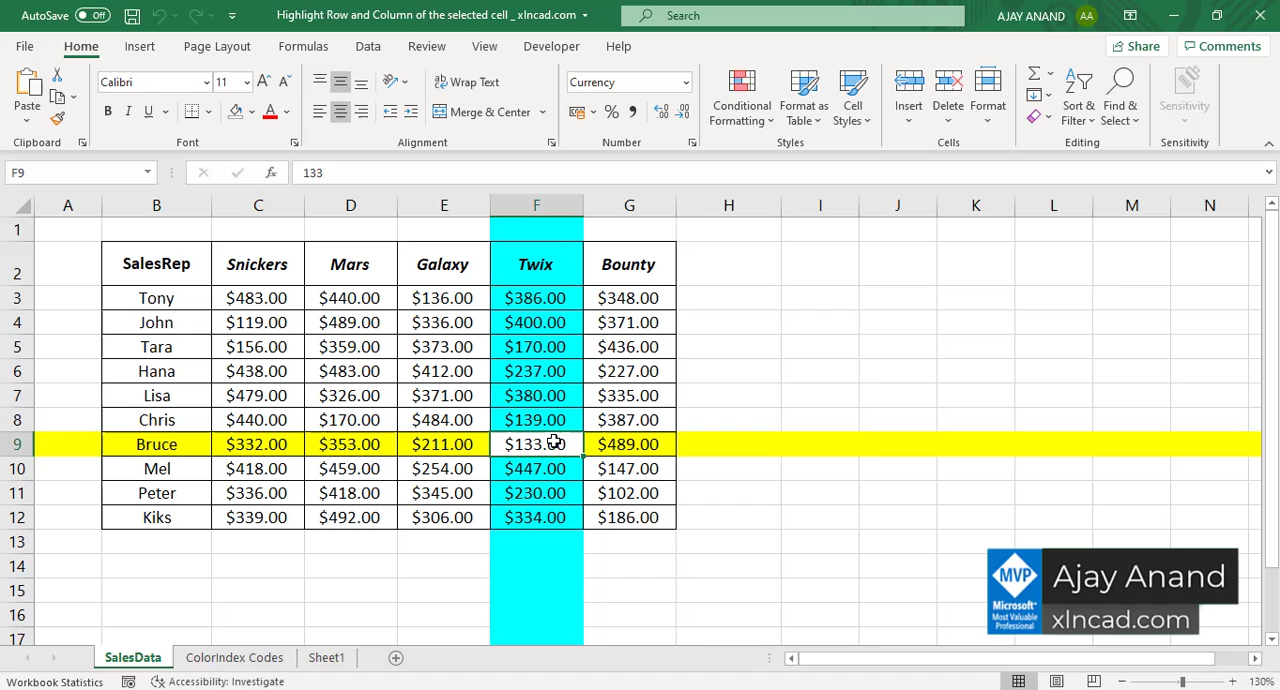 AutoSave Off
Highlight Row and Column of the selected cell _ xlncad.com
Search
AJAY ANAND AA
File Home Insert Page Layout Formulas Data Review View Developer Help
Share Comments
Paste
Calibri 11
Wrap Text
Currency
Merge & Center
Conditional Formatting
Format as Table
Cell Styles
Insert Delete Format
Sort & Filter
Find & Select
Sensitivity
Clipboard Font Alignment Number Styles Cells Editing Sensitivity
F9 fx 133
A B C D E F G H I J K L M N
1
2 SalesRep Snickers Mars Galaxy Twix Bounty
3 Tony $483.00 $440.00 $136.00 $386.00 $348.00
4 John $119.00 $489.00 $336.00 $400.00 $371.00
5 Tara $156.00 $359.00 $373.00 $170.00 $436.00
6 Hana $438.00 $483.00 $412.00 $237.00 $227.00
7 Lisa $479.00 $326.00 $371.00 $380.00 $335.00
8 Chris $440.00 $170.00 $484.00 $139.00 $387.00
9 Bruce $332.00 $353.00 $211.00 $133.00 $489.00
10 Mel $418.00 $459.00 $254.00 $447.00 $147.00
11 Peter $336.00 $418.00 $345.00 $230.00 $102.00
12 Kiks $339.00 $492.00 $306.00 $334.00 $186.00
13
14
15
16
17
MVP
Microsoft®
Most Valuable
Professional
Ajay Anand
xlncad.com
SalesData ColorIndex Codes Sheet1
Workbook Statistics Accessibility: Investigate 130%